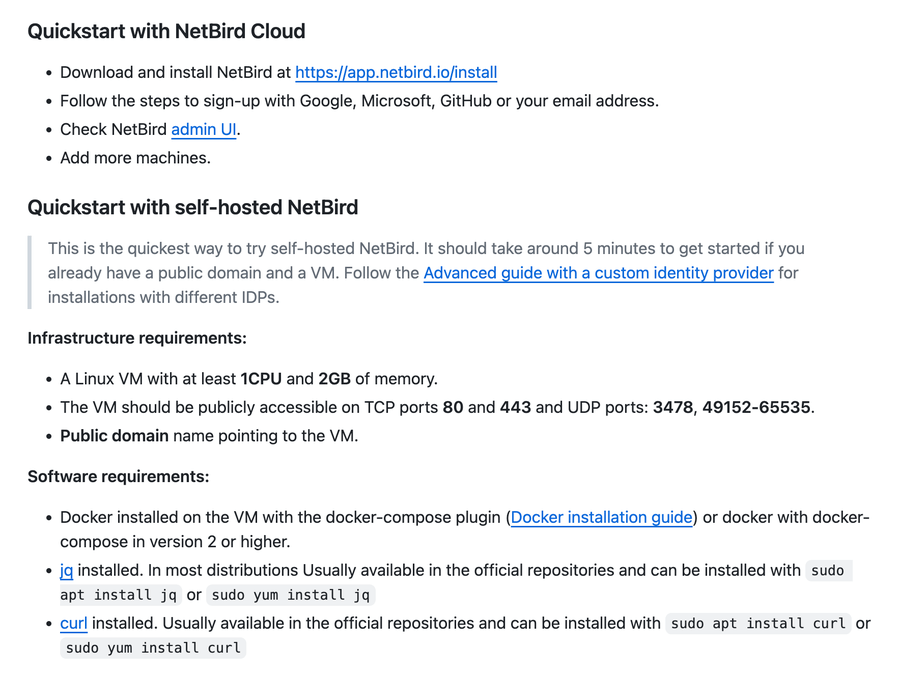 Quickstart with NetBird Cloud
• Download and install NetBird at https://app.netbird.io/install
• Follow the steps to sign-up with Google, Microsoft, GitHub or your email address.
• Check NetBird admin UI.
• Add more machines.
Quickstart with self-hosted NetBird
This is the quickest way to try self-hosted NetBird. It should take around 5 minutes to get started if you
already have a public domain and a VM. Follow the Advanced guide with a custom identity provider for
installations with different IDPs.
Infrastructure requirements:
• A Linux VM with at least 1CPU and 2GB of memory.
• The VM should be publicly accessible on TCP ports 80 and 443 and UDP ports: 3478, 49152-65535.
• Public domain name pointing to the VM.
Software requirements:
• Docker installed on the VM with the docker-compose plugin (Docker installation guide) or docker with docker-
compose in version 2 or higher.
• jq installed. In most distributions Usually available in the official repositories and can be installed with sudo
apt install jq or sudo yum install jq
• curl installed. Usually available in the official repositories and can be installed with sudo apt install curl or
sudo yum install curl